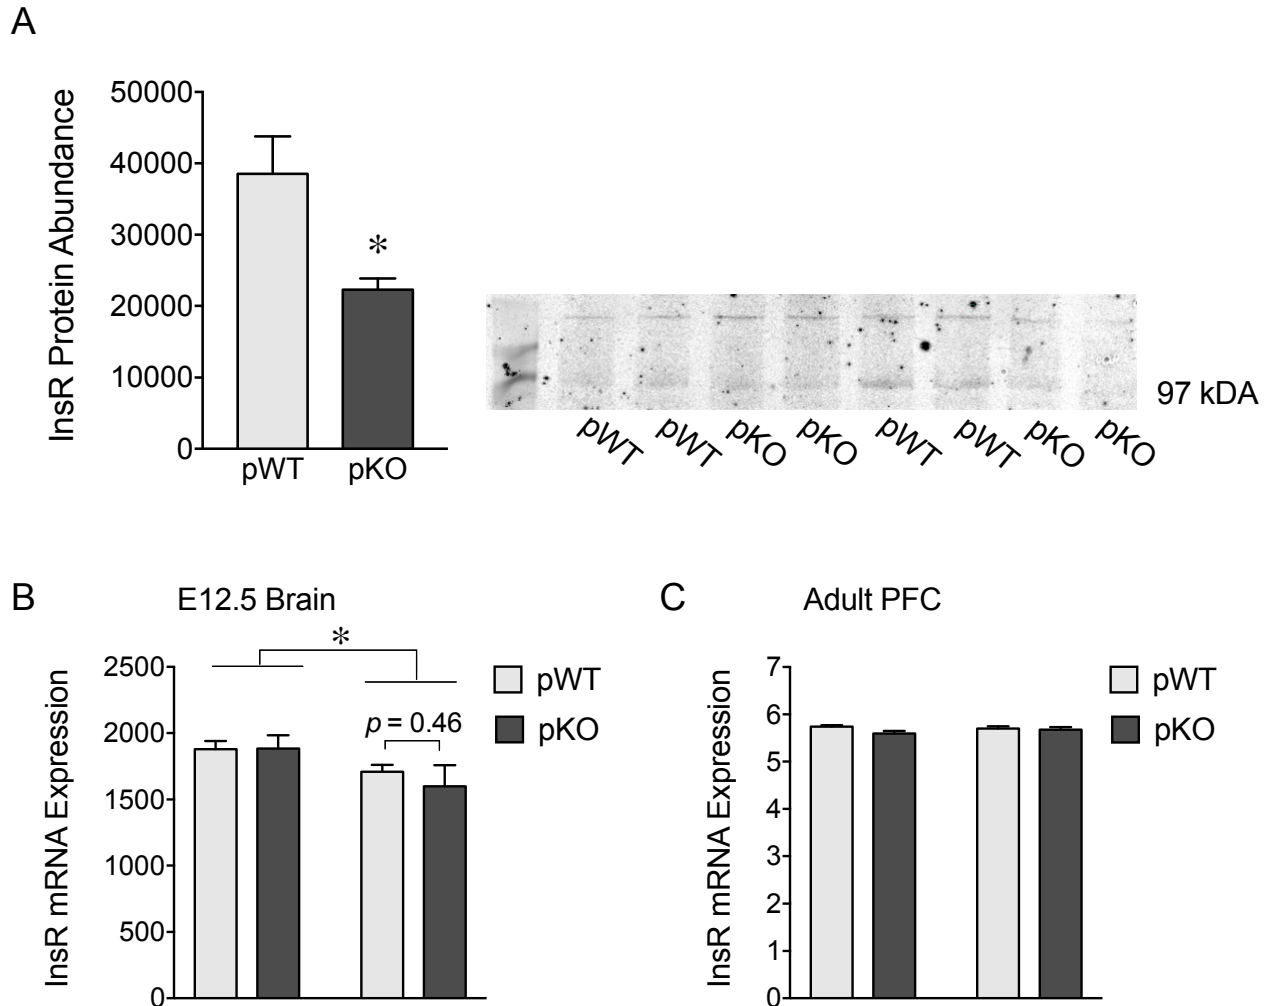 A
InsR Protein Abundance
50000
40000
30000
20000
10000
0
*
pWT pKO
97 kDA
pWT pWT pKO pKO pWT pWT pKO pKO
B E12.5 Brain
InsR mRNA Expression
2500
2000
1500
1000
500
0
*
p = 0.46
pWT
pKO
C Adult PFC
InsR mRNA Expression
7
6
5
4
3
2
1
0
pWT
pKO